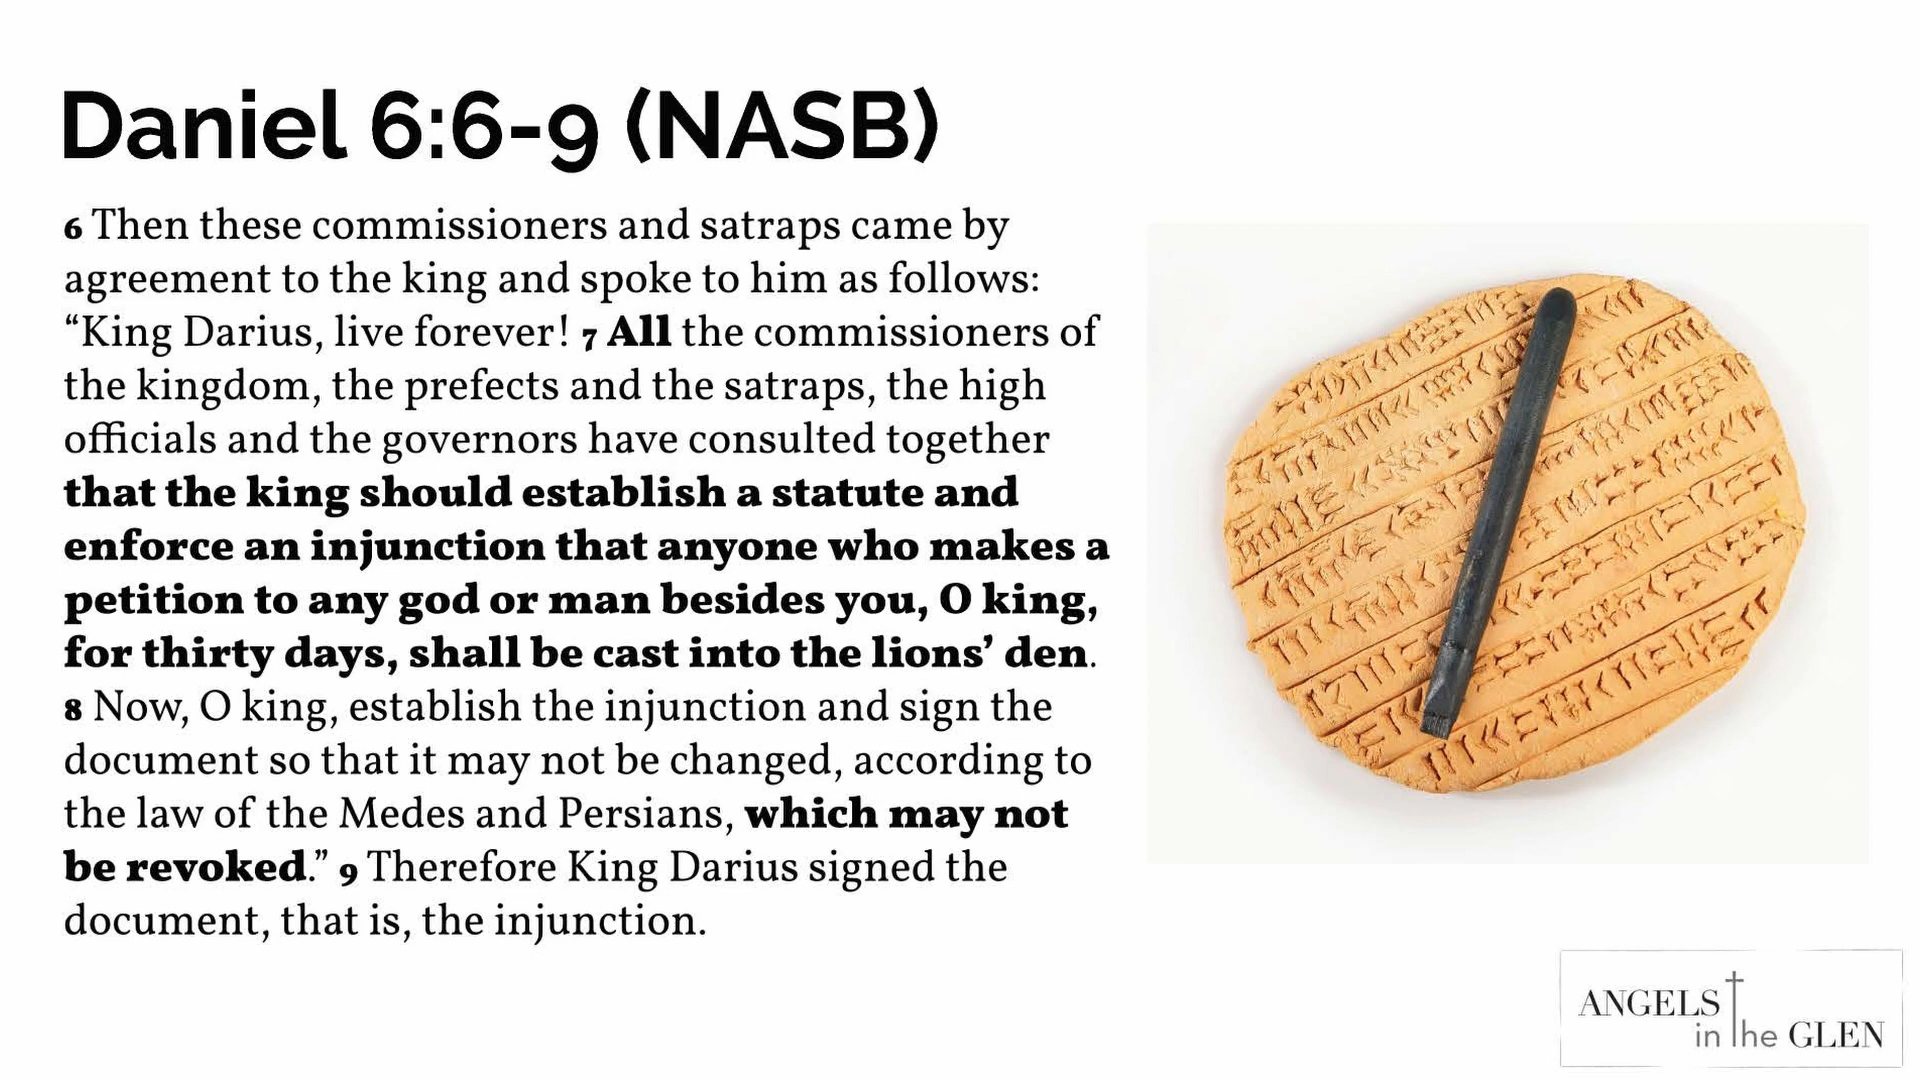 Daniel 6:6-9 (NASB)
6 Then these commissioners and satraps came by
agreement to the king and spoke to him as follows:
“King Darius, live forever! 7 All the commissioners of
the kingdom, the prefects and the satraps, the high
officials and the governors have consulted together
that the king should establish a statute and
enforce an injunction that anyone who makes a
petition to any god or man besides you, O king,
for thirty days, shall be cast into the lions’ den.
8 Now, O king, establish the injunction and sign the
document so that it may not be changed, according to
the law of the Medes and Persians, which may not
be revoked.” 9 Therefore King Darius signed the
document, that is, the injunction.
ANGELS
in the GLEN